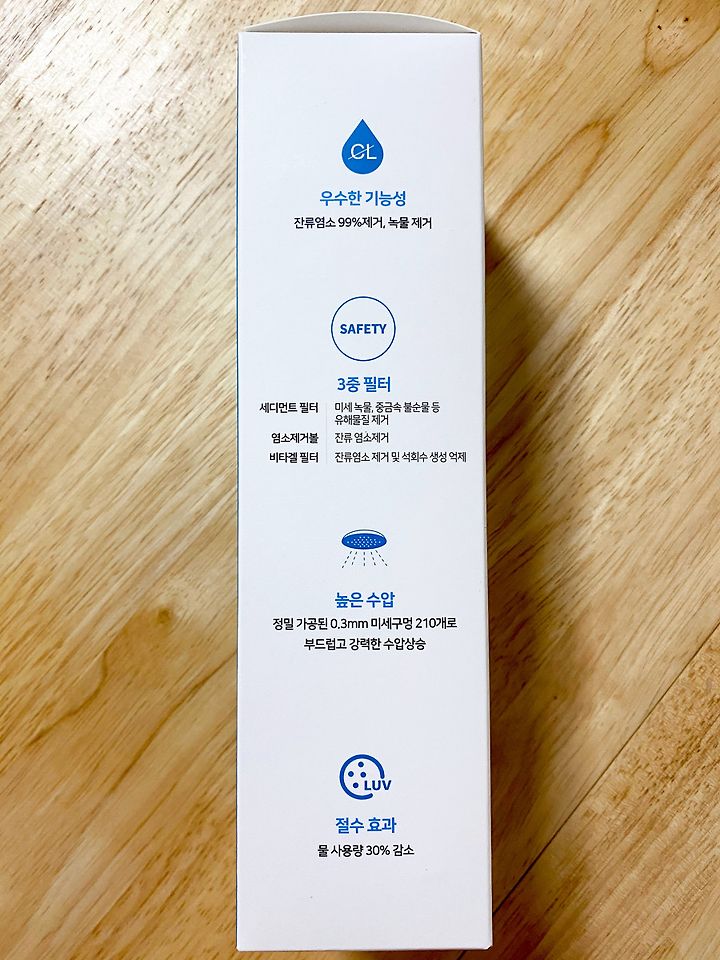 CL
우수한 기능성
잔류염소 99%제거, 녹물 제거
SAFETY
3중 필터
세디먼트 필터 미세 녹물, 중금속 불순물 등
유해물질 제거
염소제거볼 잔류 염소제거
비타겔 필터 잔류염소 제거 및 석회수 생성 억제
높은 수압
정밀 가공된 0.3mm 미세구멍 210개로
부드럽고 강력한 수압상승
LUV
절수 효과
물 사용량 30% 감소